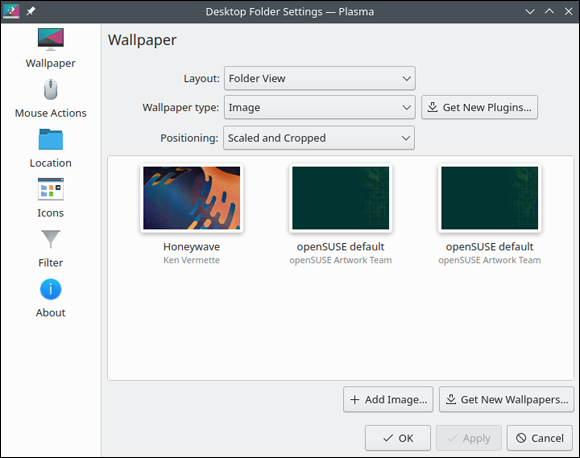 Desktop Folder Settings — Plasma
Wallpaper
Mouse Actions
Location
Icons
Filter
About
Wallpaper
Layout: Folder View
Wallpaper type: Image Get New Plugins...
Positioning: Scaled and Cropped
Honeywave openSUSE default openSUSE default
Ken Vermette openSUSE Artwork Team openSUSE Artwork Team
Add Image... Get New Wallpapers...
OK Apply Cancel